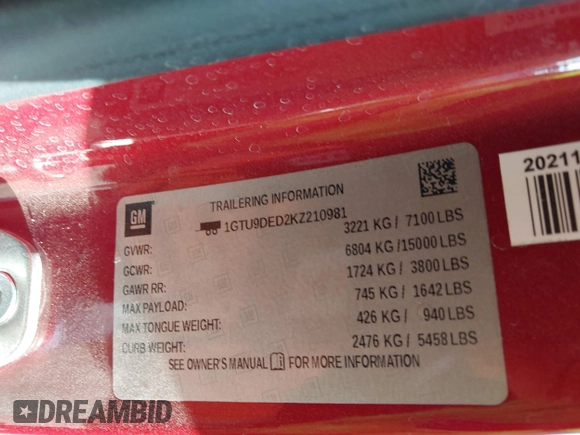 20211
GM
TRAILERING INFORMATION
1GTU9DED2KZ210981
GVWR: 3221 KG / 7100 LBS
GCWR: 6804 KG / 15000 LBS
GAWR RR: 1724 KG / 3800 LBS
MAX PAYLOAD: 745 KG / 1642 LBS
MAX TONGUE WEIGHT: 426 KG / 940 LBS
CURB WEIGHT: 2476 KG / 5458 LBS
SEE OWNER'S MANUAL FOR MORE INFORMATION
DREAMBID